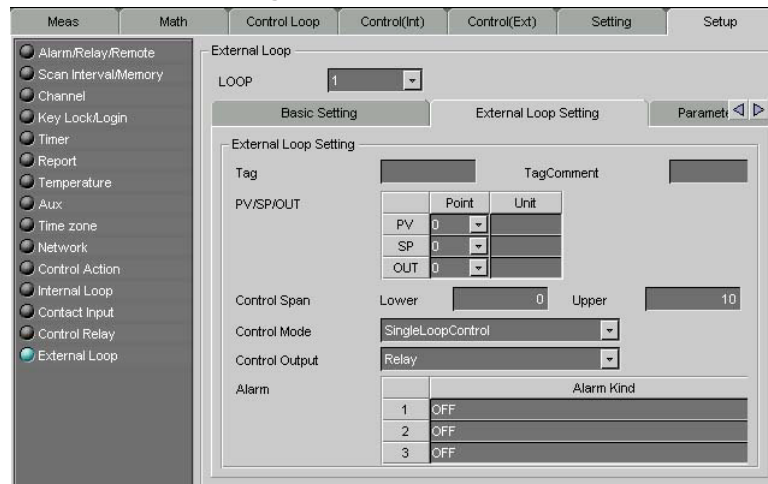 Meas Math Control Loop Control(Int) Control(Ext) Setting Setup
Alarm/Relay/Remote
Scan Interval/Memory
Channel
Key Lock/Login
Timer
Report
Temperature
Aux
Time zone
Network
Control Action
Internal Loop
Contact Input
Control Relay
External Loop
External Loop
LOOP 1
Basic Setting External Loop Setting Paramete
External Loop Setting
Tag TagComment
PV/SP/OUT Point Unit
PV 0
SP 0
OUT 0
Control Span Lower 0 Upper 10
Control Mode SingleLoopControl
Control Output Relay
Alarm Alarm Kind
1 OFF
2 OFF
3 OFF